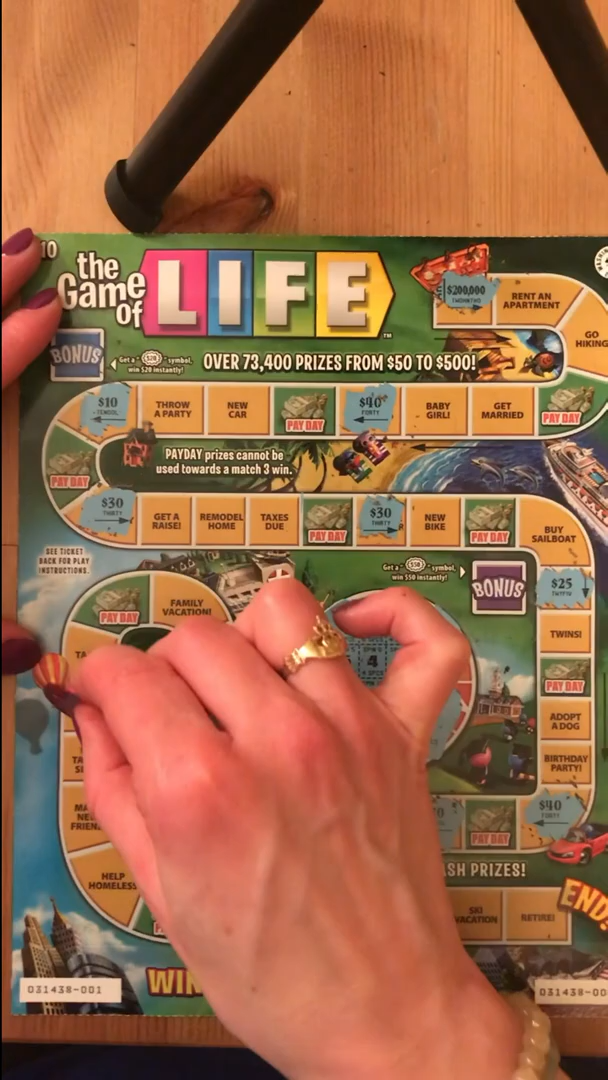 10
the
Game
of
LIFE
TM
$200,000
RENT AN
APARTMENT
GO
HIKING
BONUS
Get a $20 symbol,
win $20 instantly!
OVER 73,400 PRIZES FROM $50 TO $500!
$10
THROW
A PARTY
NEW
CAR
PAY DAY
$40
FORTY
BABY
GIRL!
GET
MARRIED
PAY DAY
PAY DAY
PAYDAY prizes cannot be
used towards a match 3 win.
$30
THIRTY
GET A
RAISE!
REMODEL
HOME
TAXES
DUE
PAY DAY
$30
THIRTY
NEW
BIKE
PAY DAY
BUY
SAILBOAT
SEE TICKET
BACK FOR PLAY
INSTRUCTIONS.
Get a $50 symbol,
win $50 instantly!
BONUS
$25
PAY DAY
FAMILY
VACATION!
TWINS!
4
PAY DAY
ADOPT
A DOG
BIRTHDAY
PARTY!
PAY DAY
$40
FORTY
HELP
HOMELESS
SH PRIZES!
SKI
VACATION
RETIRE!
END
WIN
031438-001
031438-00